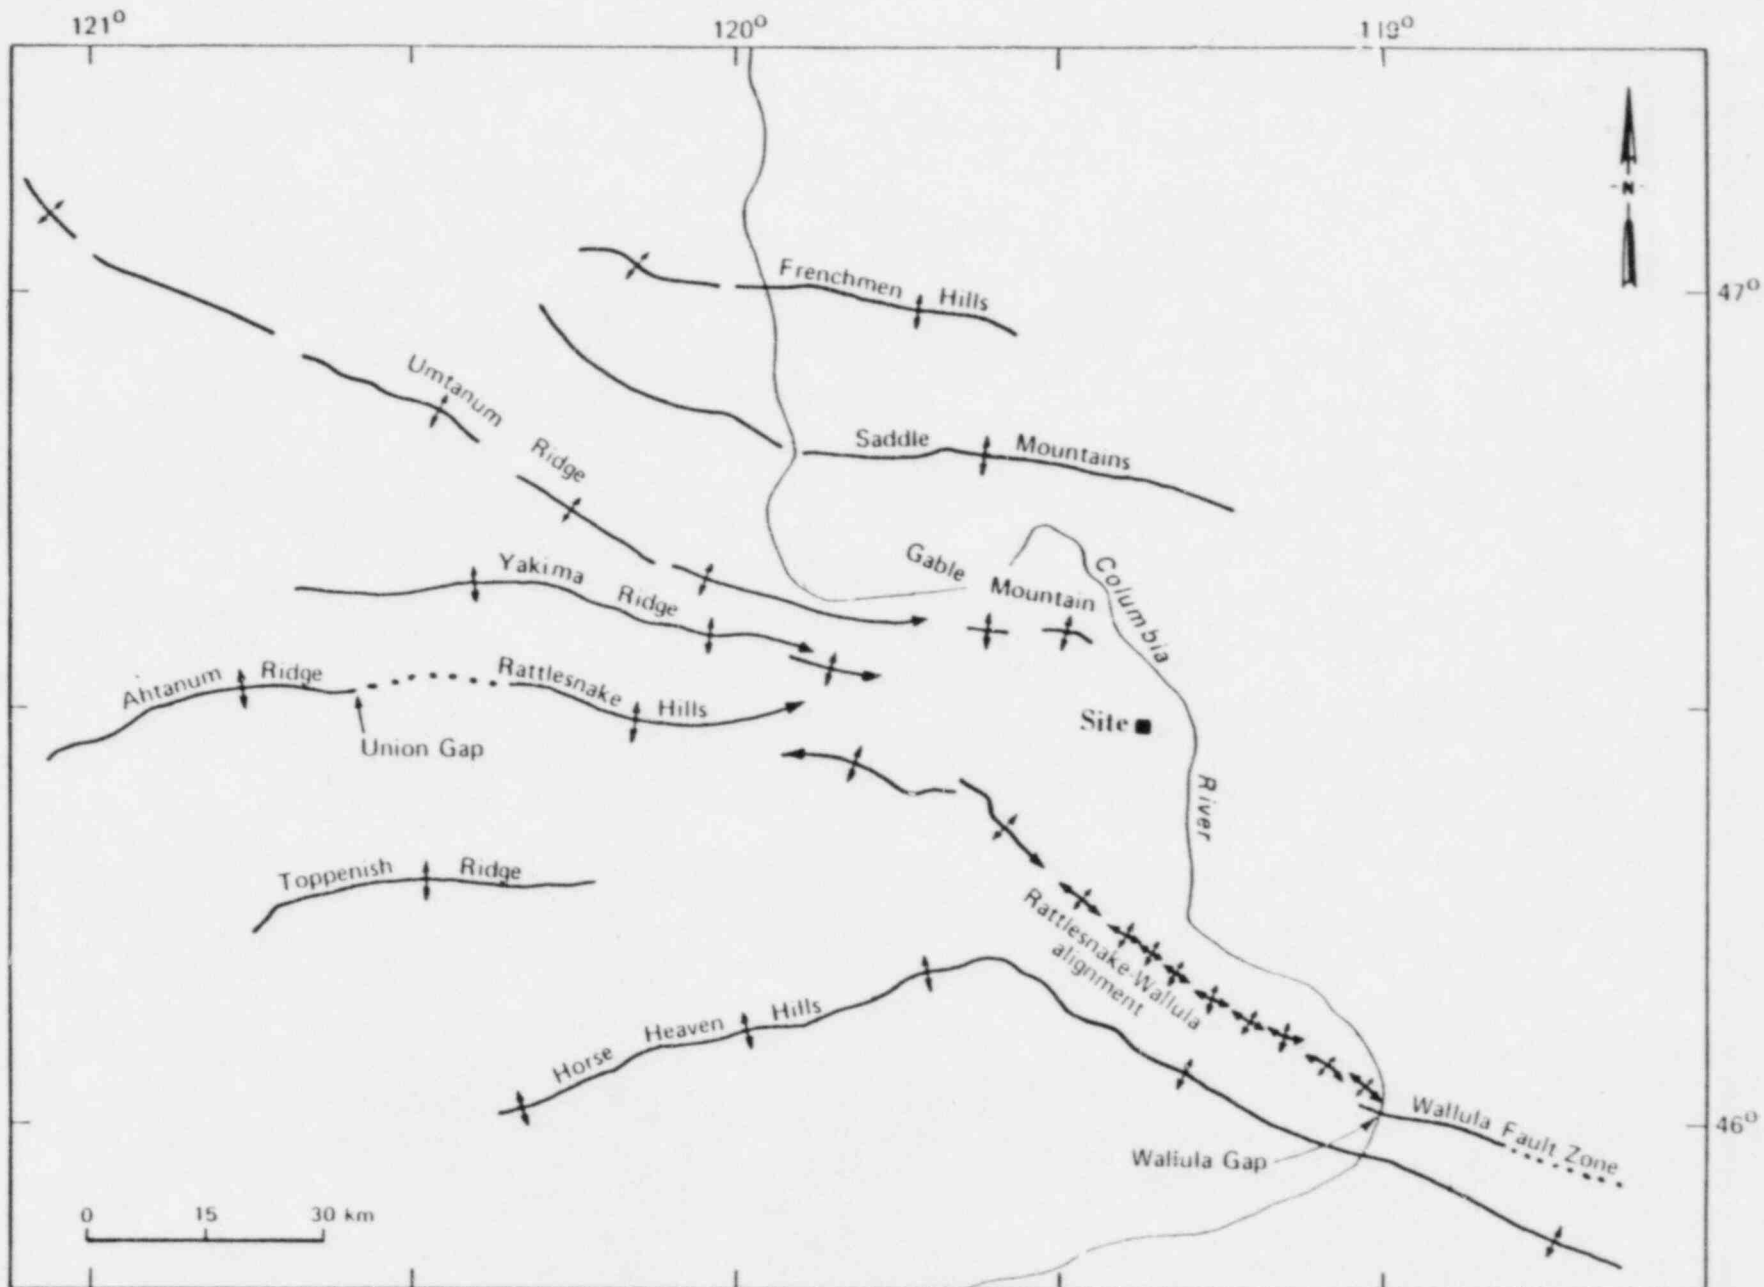 121°
120°
119°
N
47°
Frenchmen Hills
Umtanum Ridge
Saddle Mountains
Gable Mountain
Columbia River
Yakima Ridge
Ahtanum Ridge
Rattlesnake Hills
Union Gap
Site
Toppenish Ridge
Rattlesnake-Wallula
alignment
Horse Heaven Hills
Wallula Fault Zone
46°
Wallula Gap
0 15 30 km